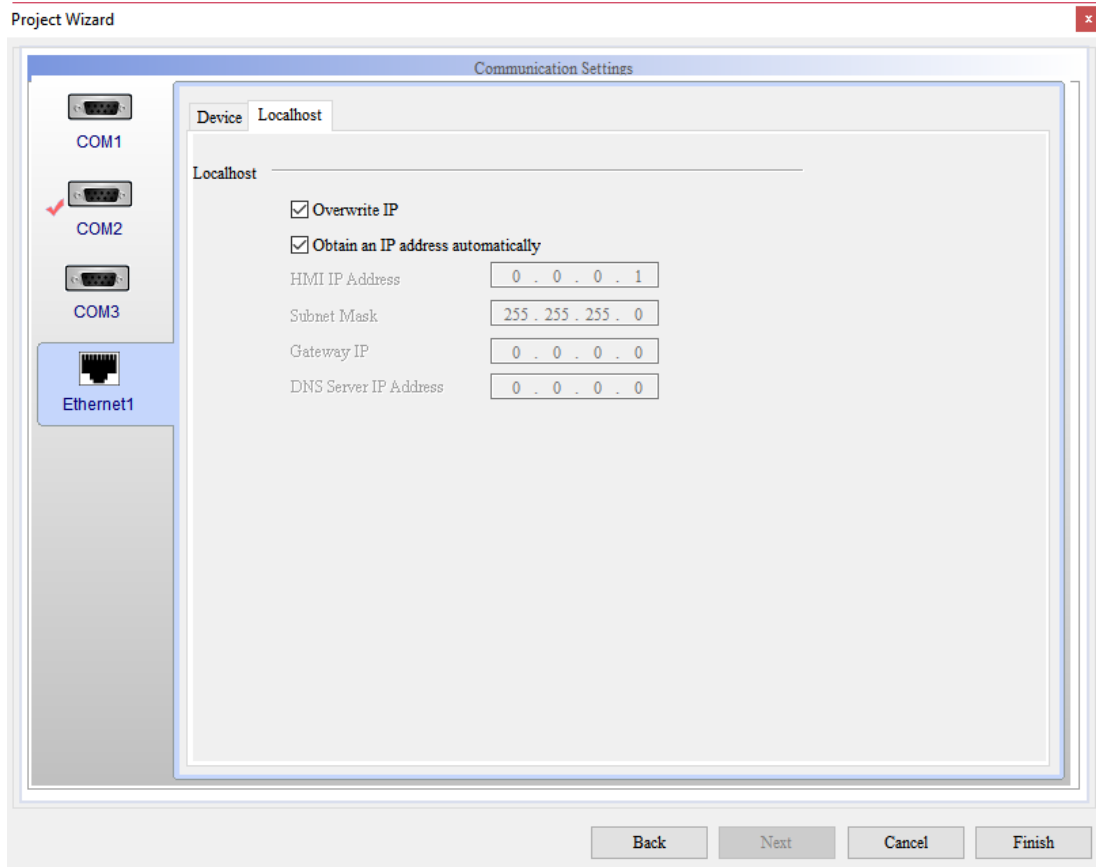 Project Wizard
x
Communication Settings
COM1
COM2
COM3
Ethernet1
Device Localhost
Localhost
Overwrite IP
Obtain an IP address automatically
HMI IP Address 0 . 0 . 0 . 1
Subnet Mask 255 . 255 . 255 . 0
Gateway IP 0 . 0 . 0 . 0
DNS Server IP Address 0 . 0 . 0 . 0
Back Next Cancel Finish